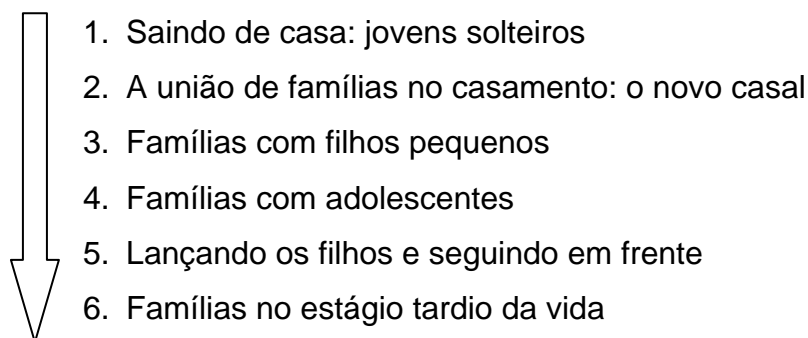 1. Saindo de casa: jovens solteiros
2. A união de famílias no casamento: o novo casal
3. Famílias com filhos pequenos
4. Famílias com adolescentes
5. Lançando os filhos e seguindo em frente
6. Famílias no estágio tardio da vida